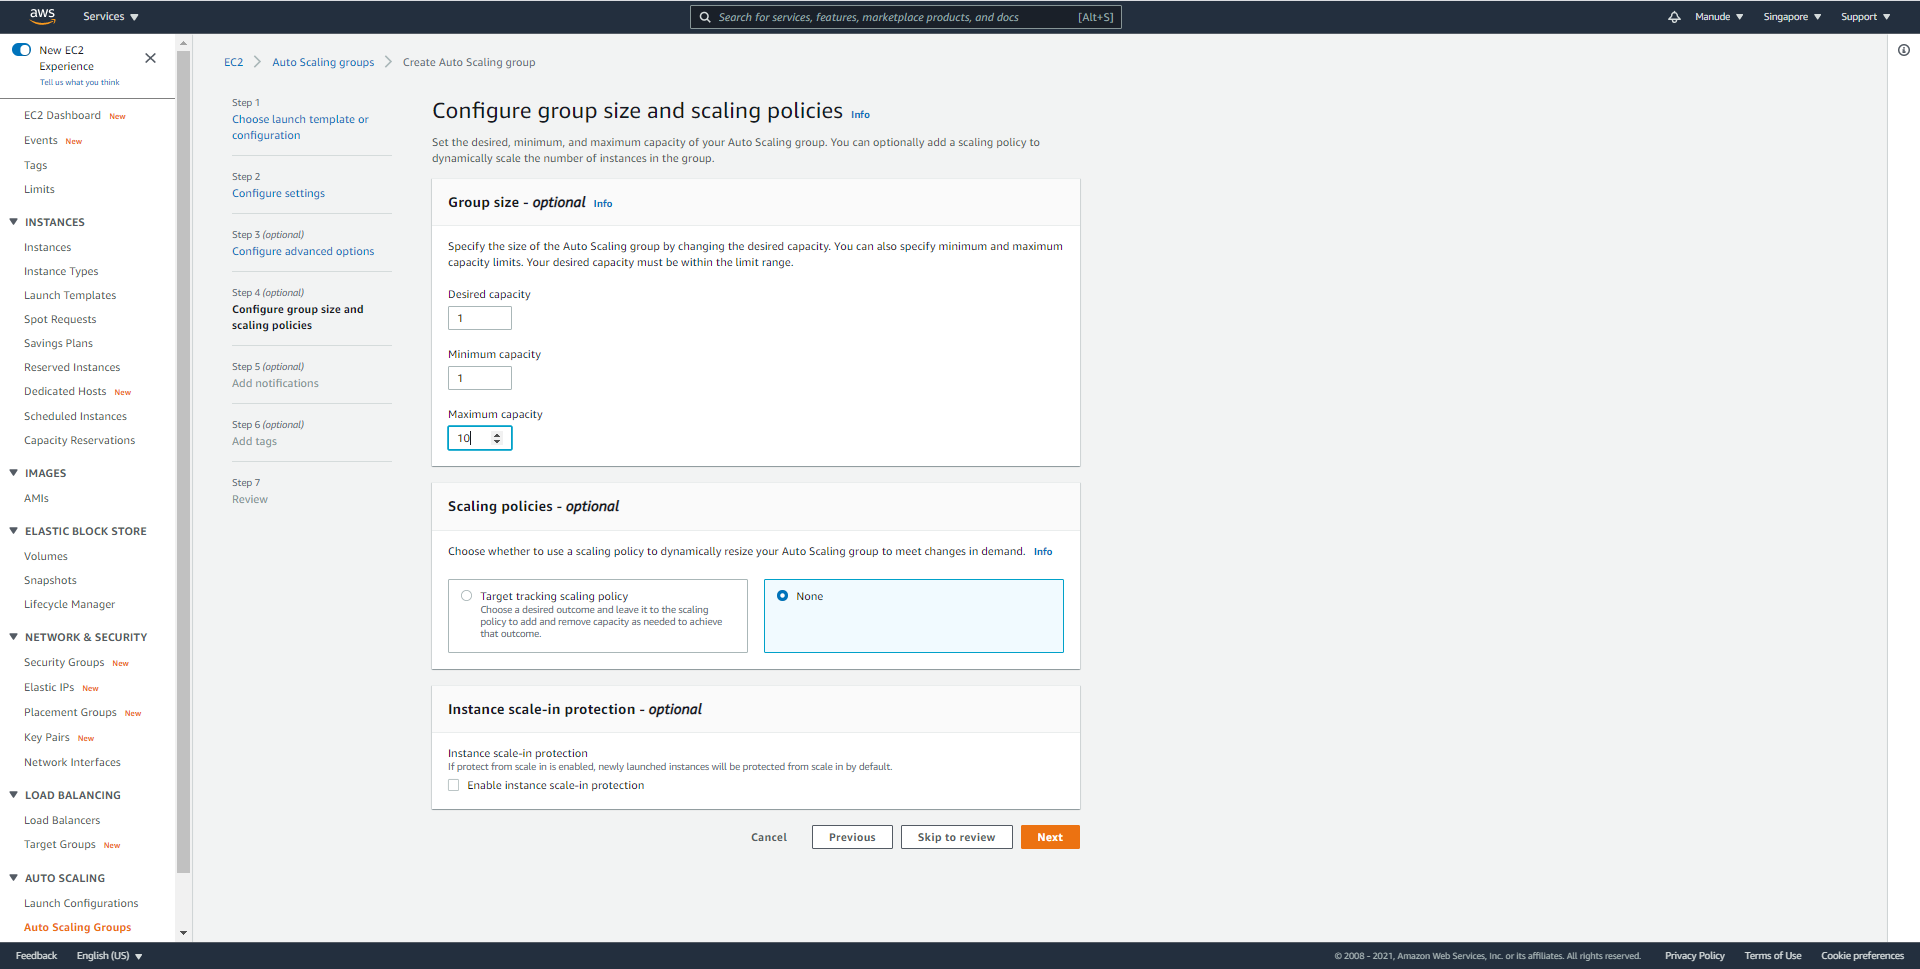 aws
Services
Search for services, features, marketplace products, and docs [Alt+S]
Manude
Singapore
Support
New EC2
Experience
Tell us what you think
EC2 Dashboard New
Events New
Tags
Limits
INSTANCES
Instances
Instance Types
Launch Templates
Spot Requests
Savings Plans
Reserved Instances
Dedicated Hosts New
Scheduled Instances
Capacity Reservations
IMAGES
AMIs
ELASTIC BLOCK STORE
Volumes
Snapshots
Lifecycle Manager
NETWORK & SECURITY
Security Groups New
Elastic IPs New
Placement Groups New
Key Pairs New
Network Interfaces
LOAD BALANCING
Load Balancers
Target Groups New
AUTO SCALING
Launch Configurations
Auto Scaling Groups
EC2
Auto Scaling groups
Create Auto Scaling group
Step 1
Choose launch template or
configuration
Step 2
Configure settings
Step 3 (optional)
Configure advanced options
Step 4 (optional)
Configure group size and
scaling policies
Step 5 (optional)
Add notifications
Step 6 (optional)
Add tags
Step 7
Review
Configure group size and scaling policies Info
Set the desired, minimum, and maximum capacity of your Auto Scaling group. You can optionally add a scaling policy to
dynamically scale the number of instances in the group.
Group size - optional Info
Specify the size of the Auto Scaling group by changing the desired capacity. You can also specify minimum and maximum
capacity limits. Your desired capacity must be within the limit range.
Desired capacity
1
Minimum capacity
1
Maximum capacity
10
Scaling policies - optional
Choose whether to use a scaling policy to dynamically resize your Auto Scaling group to meet changes in demand. Info
Target tracking scaling policy
Choose a desired outcome and leave it to the scaling
policy to add and remove capacity as needed to achieve
that outcome.
None
Instance scale-in protection - optional
Instance scale-in protection
If protect from scale in is enabled, newly launched instances will be protected from scale in by default.
Enable instance scale-in protection
Cancel
Previous
Skip to review
Next
Feedback
English (US)
© 2008 - 2021, Amazon Web Services, Inc. or its affiliates. All rights reserved.
Privacy Policy
Terms of Use
Cookie preferences